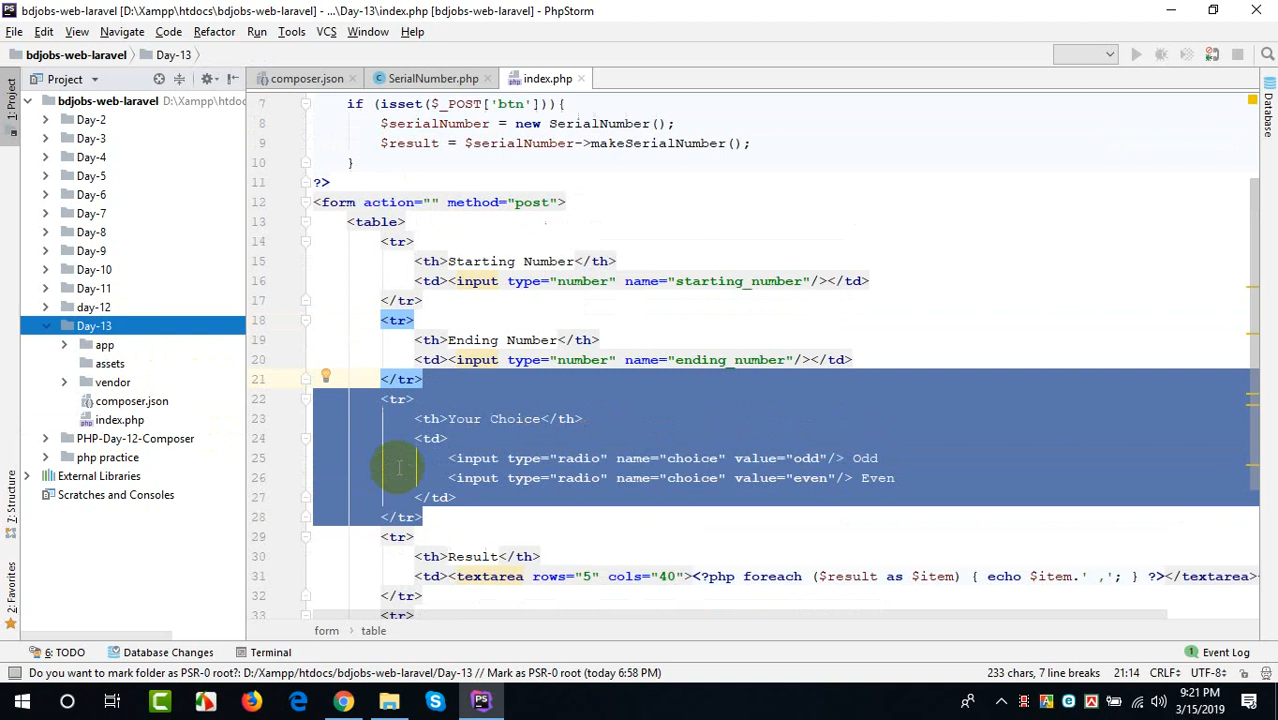 bdjobs-web-laravel [D:\Xampp\htdocs\bdjobs-web-laravel] - ...\Day-13\index.php [bdjobs-web-laravel] - PhpStorm
File Edit View Navigate Code Refactor Run Tools VCS Window Help
bdjobs-web-laravel Day-13
Project
composer.json SerialNumber.php index.php
1: Project
7: Structure
2: Favorites
Database
bdjobs-web-laravel D:\Xampp\htdoc
Day-2
Day-3
Day-4
Day-5
Day-6
Day-7
Day-8
Day-9
Day-10
Day-11
day-12
Day-13
app
assets
vendor
composer.json
index.php
PHP-Day-12-Composer
php practice
External Libraries
Scratches and Consoles
7 if (isset($_POST['btn'])){
8 $serialNumber = new SerialNumber();
9 $result = $serialNumber->makeSerialNumber();
10 }
11 ?>
12 <form action="" method="post">
13 <table>
14 <tr>
15 <th>Starting Number</th>
16 <td><input type="number" name="starting_number"/></td>
17 </tr>
18 <tr>
19 <th>Ending Number</th>
20 <td><input type="number" name="ending_number"/></td>
21 </tr>
22 <tr>
23 <th>Your Choice</th>
24 <td>
25 <input type="radio" name="choice" value="odd"/> Odd
26 <input type="radio" name="choice" value="even"/> Even
27 </td>
28 </tr>
29 <tr>
30 <th>Result</th>
31 <td><textarea rows="5" cols="40"><?php foreach ($result as $item) { echo $item.' ,'; } ?></textarea>
32 </tr>
33 <tr>
form table
6: TODO Database Changes Terminal Event Log
Do you want to mark folder as PSR-0 root?: D:/Xampp/htdocs/bdjobs-web-laravel/Day-13 // Mark as PSR-0 root (today 6:58 PM) 233 chars, 7 line breaks 21:14 CRLF UTF-8
9:21 PM
3/15/2019